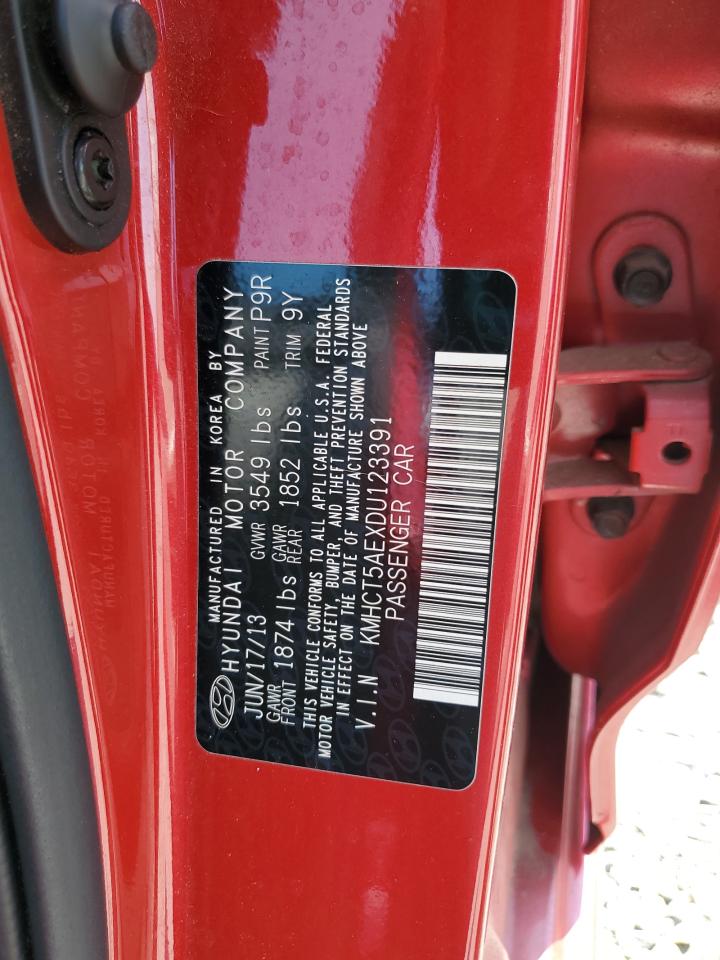 MANUFACTURED IN KOREA BY
HYUNDAI MOTOR COMPANY
JUN/17/13 GVWR 3549 lbs PAINT P9R
GAWR FRONT 1874 lbs GAWR REAR 1852 lbs TRIM 9Y
THIS VEHICLE CONFORMS TO ALL APPLICABLE U.S.A. FEDERAL
MOTOR VEHICLE SAFETY, BUMPER, AND THEFT PREVENTION STANDARDS
IN EFFECT ON THE DATE OF MANUFACTURE SHOWN ABOVE
V.I.N KMHCT5AEXDU123391
PASSENGER CAR